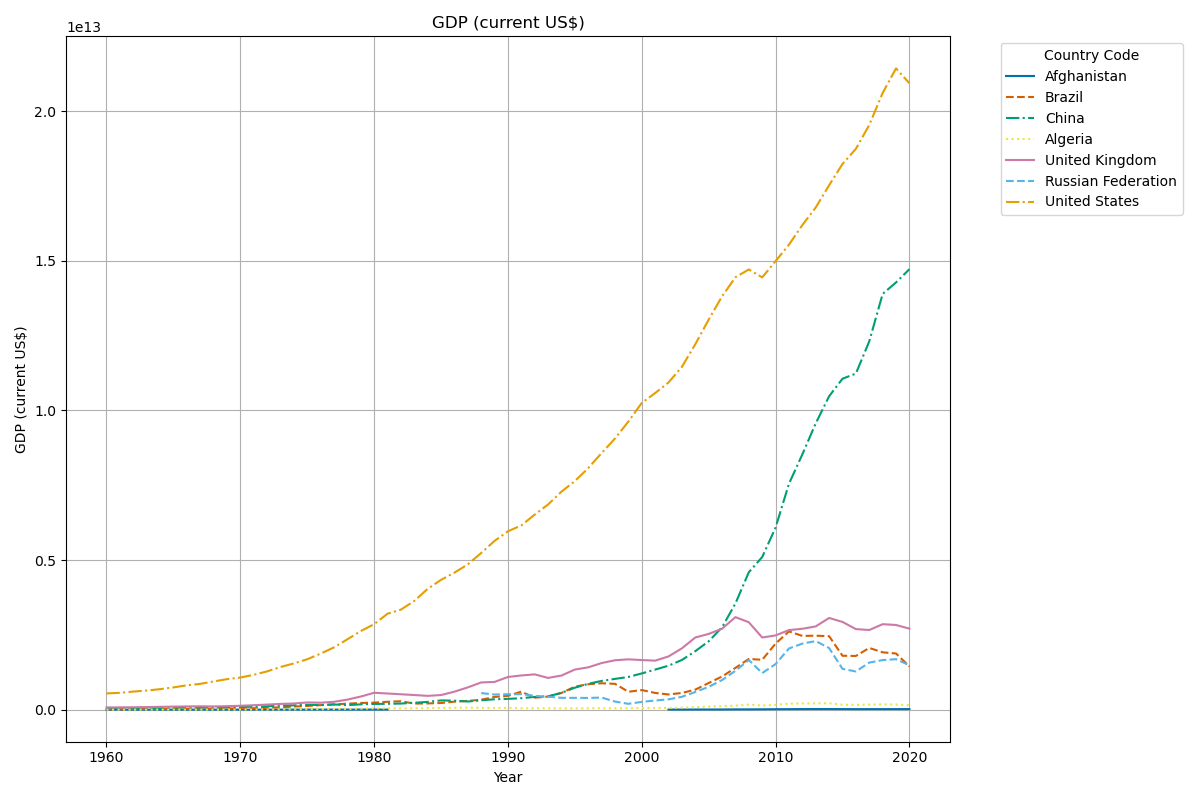 GDP (current US$)
1e13
2.0
1.5
1.0
0.5
0.0
GDP (current US$)
1960
1970
1980
1990
2000
2010
2020
Year
Country Code
Afghanistan
Brazil
China
Algeria
United Kingdom
Russian Federation
United States